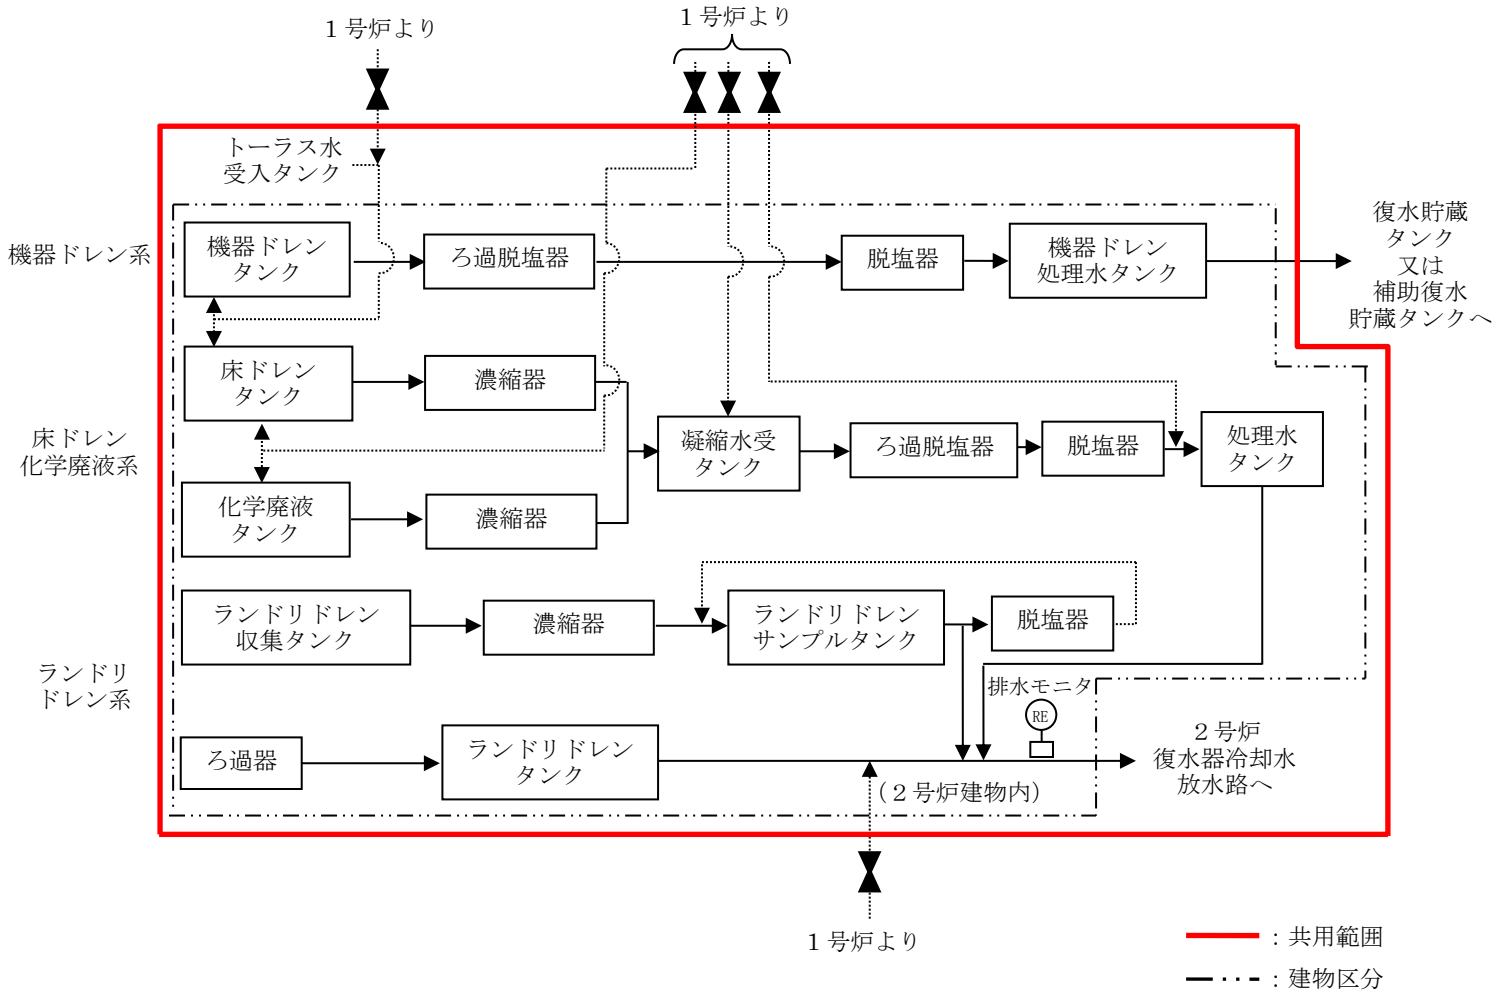 １号炉より
１号炉より
トーラス水
受入タンク
機器ドレン系
機器ドレン
タンク
ろ過脱塩器
脱塩器
機器ドレン
処理水タンク
復水貯蔵
タンク
又は
補助復水
貯蔵タンクへ
床ドレン
化学廃液系
床ドレン
タンク
濃縮器
化学廃液
タンク
濃縮器
凝縮水受
タンク
ろ過脱塩器
脱塩器
処理水
タンク
ランドリ
ドレン系
ランドリドレン
収集タンク
濃縮器
ランドリドレン
サンプルタンク
脱塩器
排水モニタ
RE
ろ過器
ランドリドレン
タンク
（２号炉建物内）
２号炉
復水器冷却水
放水路へ
１号炉より
：共用範囲
：建物区分